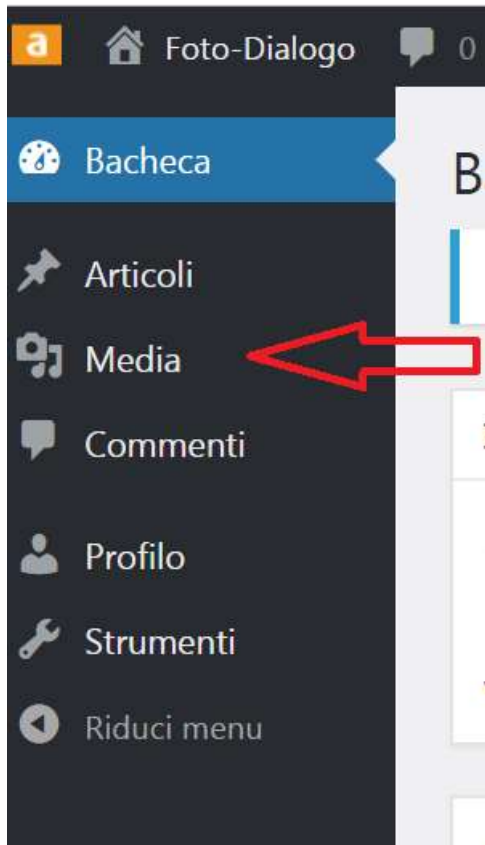 a Foto-Dialogo 0
Bacheca
B
Articoli
Media
Commenti
Profilo
Strumenti
Riduci menu